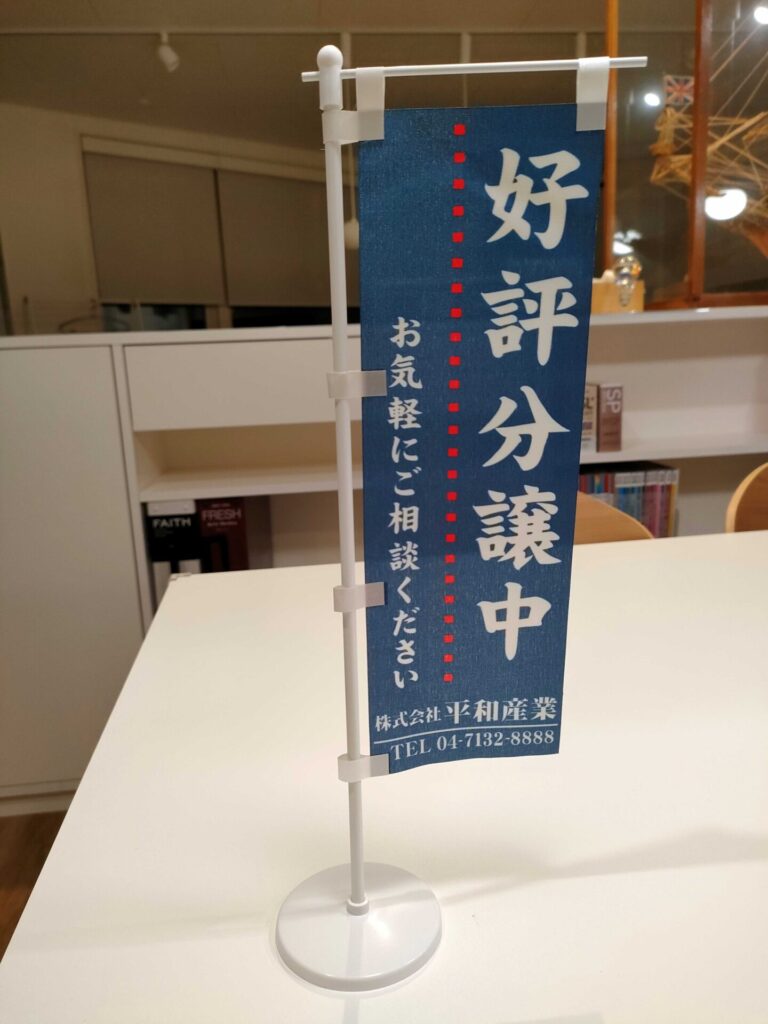 好評分譲中
お気軽にご相談ください
株式会社 平和産業
TEL 04-7132-8888
FAITH
FRESH
SP